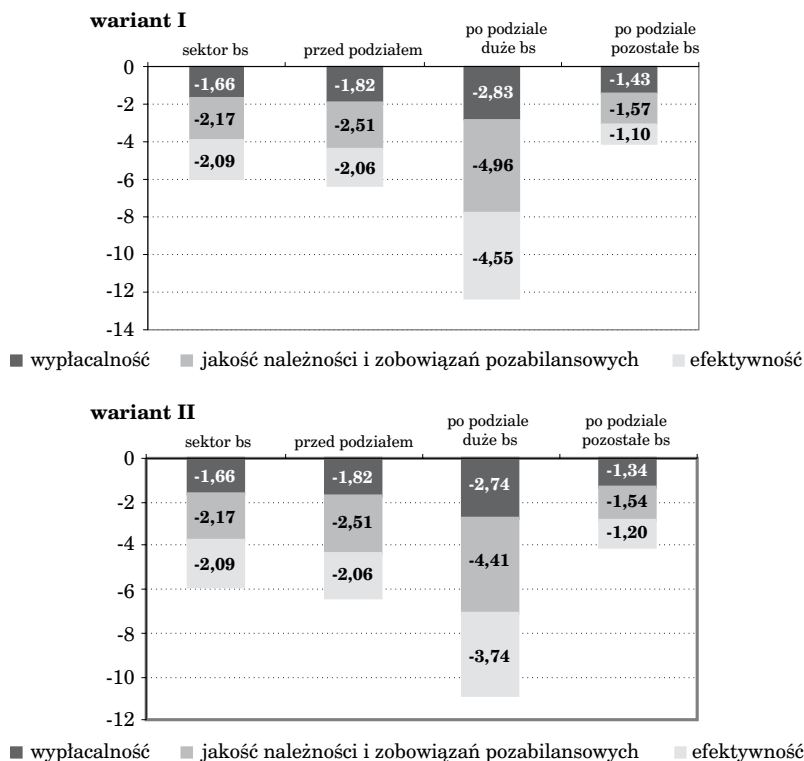 wariant I
sektor bs
przed podziałem
po podziale
duże bs
po podziale
pozostałe bs
0
-2
-4
-6
-8
-10
-12
-14
-1,66
-2,17
-2,09
-1,82
-2,51
-2,06
-2,83
-4,96
-4,55
-1,43
-1,57
-1,10
wypłacalność
jakość należności i zobowiązań pozabilansowych
efektywność
wariant II
sektor bs
przed podziałem
po podziale
duże bs
po podziale
pozostałe bs
0
-2
-4
-6
-8
-10
-12
-1,66
-2,17
-2,09
-1,82
-2,51
-2,06
-2,74
-4,41
-3,74
-1,34
-1,54
-1,20
wypłacalność
jakość należności i zobowiązań pozabilansowych
efektywność